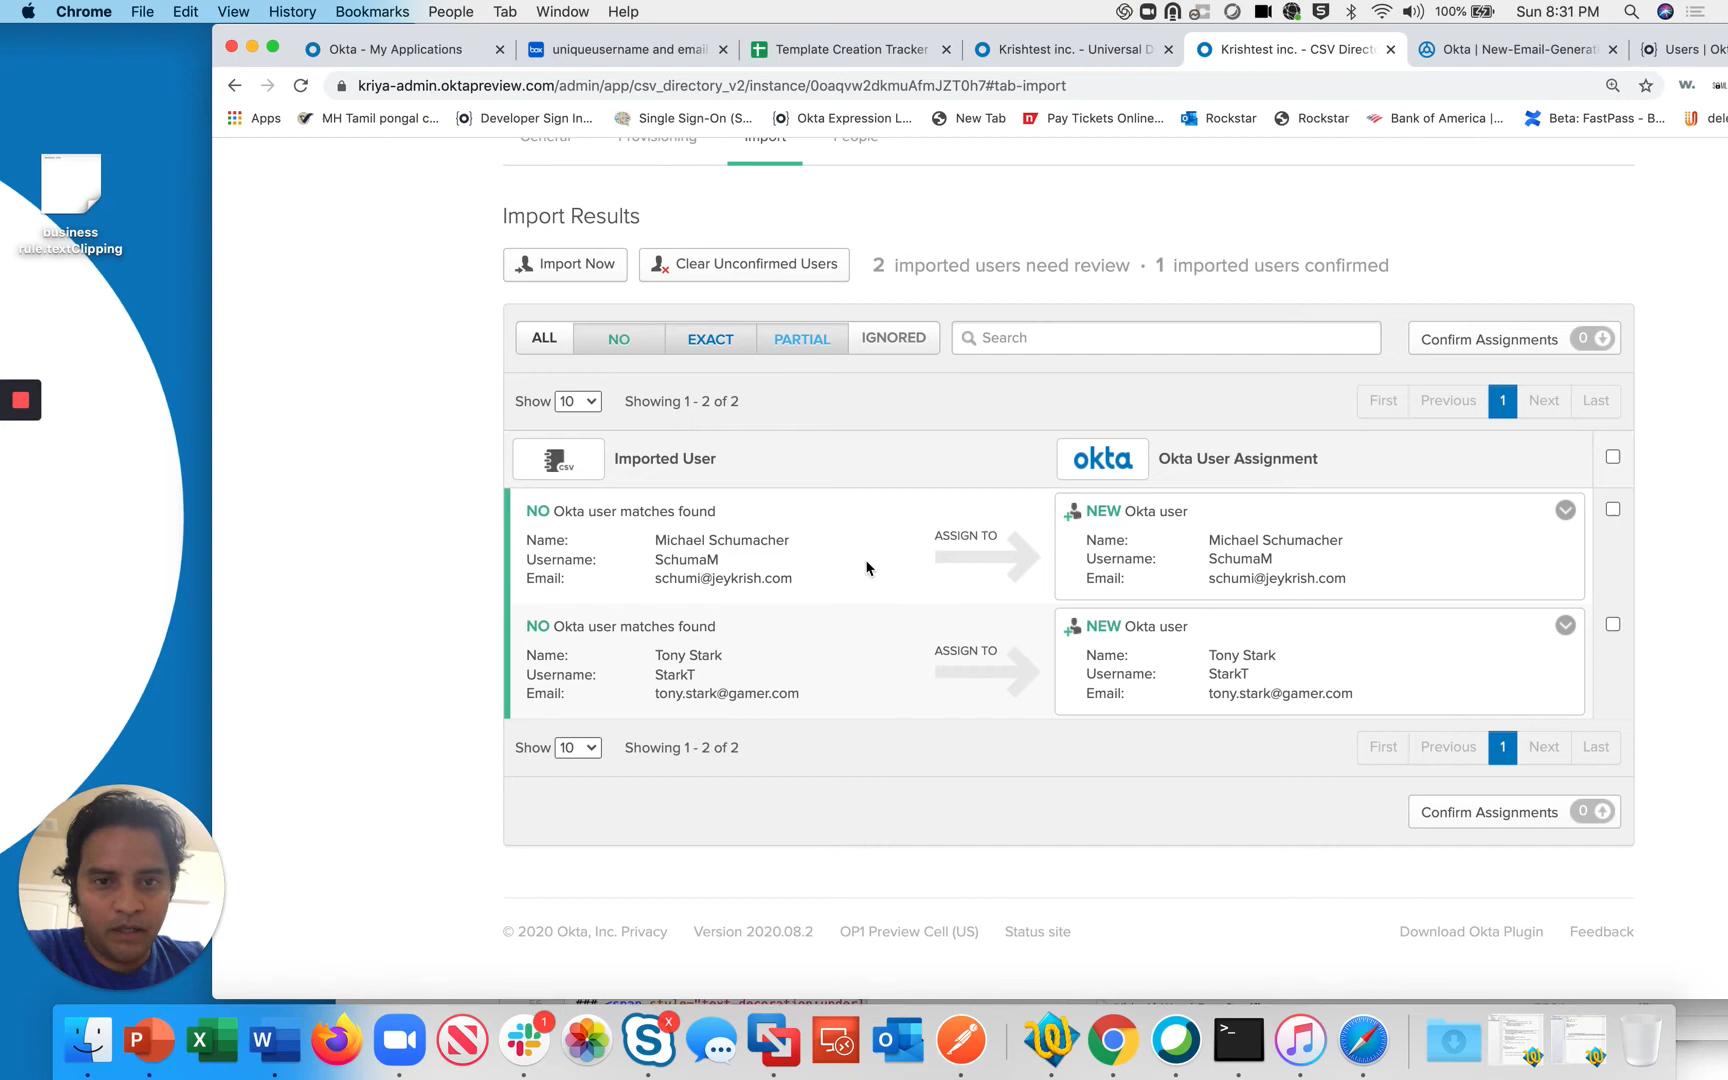 Chrome File Edit View History Bookmarks People Tab Window Help 100% Sun 8:31 PM
Okta - My Applications uniqueusername and email Template Creation Tracker Krishtest inc. - Universal D Krishtest inc. - CSV Direct Okta | New-Email-Generat Users | Ok
kriya-admin.oktapreview.com/admin/app/csv_directory_v2/instance/0oaqvw2dkmuAfmJZT0h7#tab-import
Apps MH Tamil pongal c... Developer Sign In... Single Sign-On (S... Okta Expression L... New Tab Pay Tickets Online... Rockstar Rockstar Bank of America |... Beta: FastPass - B... dele
General Provisioning Import People
business
rule.textClipping
Import Results
Import Now Clear Unconfirmed Users 2 imported users need review · 1 imported users confirmed
ALL NO EXACT PARTIAL IGNORED Search Confirm Assignments 0
Show 10 Showing 1 - 2 of 2 First Previous 1 Next Last
CSV Imported User okta Okta User Assignment
NO Okta user matches found ASSIGN TO NEW Okta user
Name: Michael Schumacher Name: Michael Schumacher
Username: SchumaM Username: SchumaM
Email: schumi@jeykrish.com Email: schumi@jeykrish.com
NO Okta user matches found ASSIGN TO NEW Okta user
Name: Tony Stark Name: Tony Stark
Username: StarkT Username: StarkT
Email: tony.stark@gamer.com Email: tony.stark@gamer.com
Show 10 Showing 1 - 2 of 2 First Previous 1 Next Last
Confirm Assignments 0
© 2020 Okta, Inc. Privacy Version 2020.08.2 OP1 Preview Cell (US) Status site Download Okta Plugin Feedback